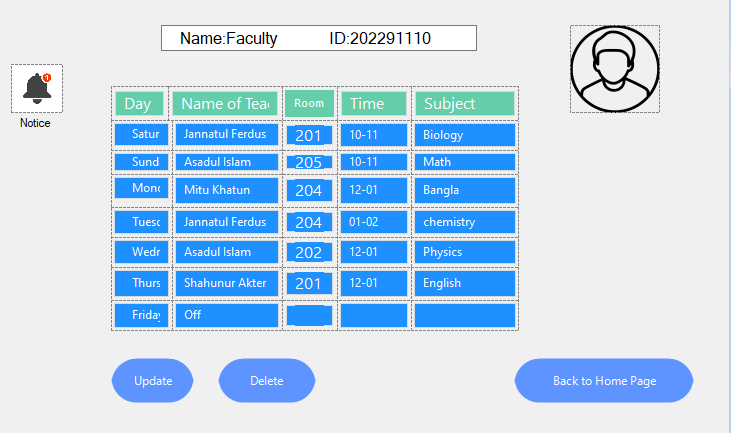 Name:Faculty ID:202291110
1
Notice
Day Name of Tea Room Time Subject
Satur Jannatul Ferdus 201 10-11 Biology
Sund Asadul Islam 205 10-11 Math
Mond Mitu Khatun 204 12-01 Bangla
Tuesd Jannatul Ferdus 204 01-02 chemistry
Wedr Asadul Islam 202 12-01 Physics
Thurs Shahunur Akter 201 12-01 English
Friday Off
Update Delete Back to Home Page